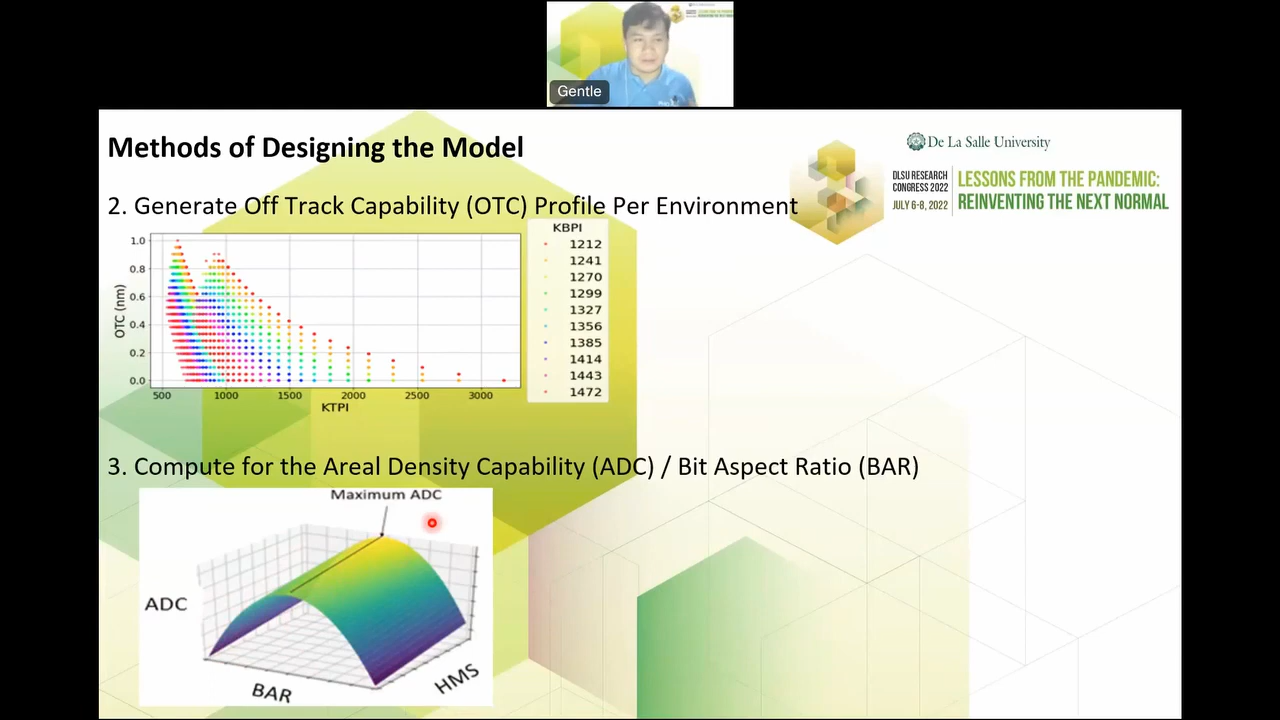 Gentle
Methods of Designing the Model
De La Salle University
DLSU RESEARCH
CONGRESS 2022
JULY 6-8, 2022
LESSONS FROM THE PANDEMIC:
REINVENTING THE NEXT NORMAL
2. Generate Off Track Capability (OTC) Profile Per Environment
OTC (nm)
1.0
0.8
0.6
0.4
0.2
0.0
500 1000 1500 2000 2500 3000
KTPI
KBPI
1212
1241
1270
1299
1327
1356
1385
1414
1443
1472
3. Compute for the Areal Density Capability (ADC) / Bit Aspect Ratio (BAR)
Maximum ADC
ADC
BAR
HMS